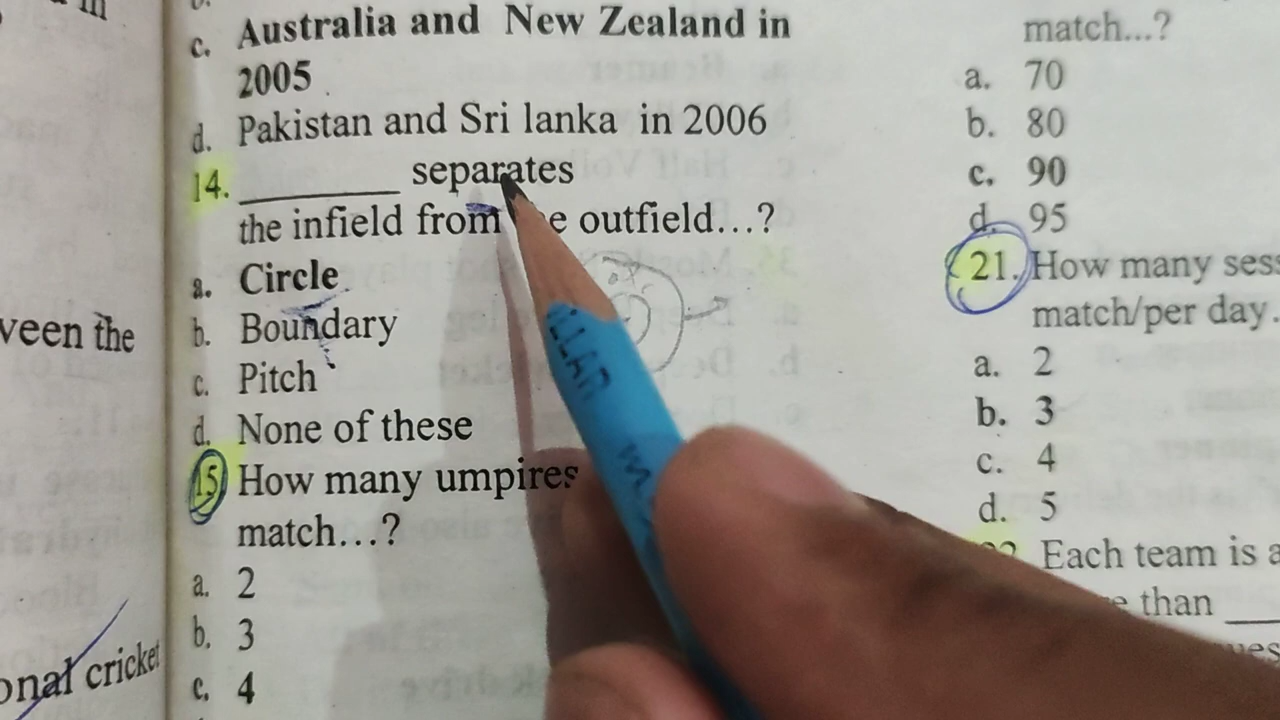 c. Australia and New Zealand in
2005
d. Pakistan and Sri lanka in 2006
14. ________ separates
the infield from outfield...?
a. Circle
b. Boundary
c. Pitch
d. None of these
15 How many umpires
match...?
a. 2
b. 3
c. 4
match...?
a. 70
b. 80
c. 90
d. 95
21. How many
match/per day.
a. 2
b. 3
c. 4
d. 5
Each team is
than ____
veen the
onal cricket